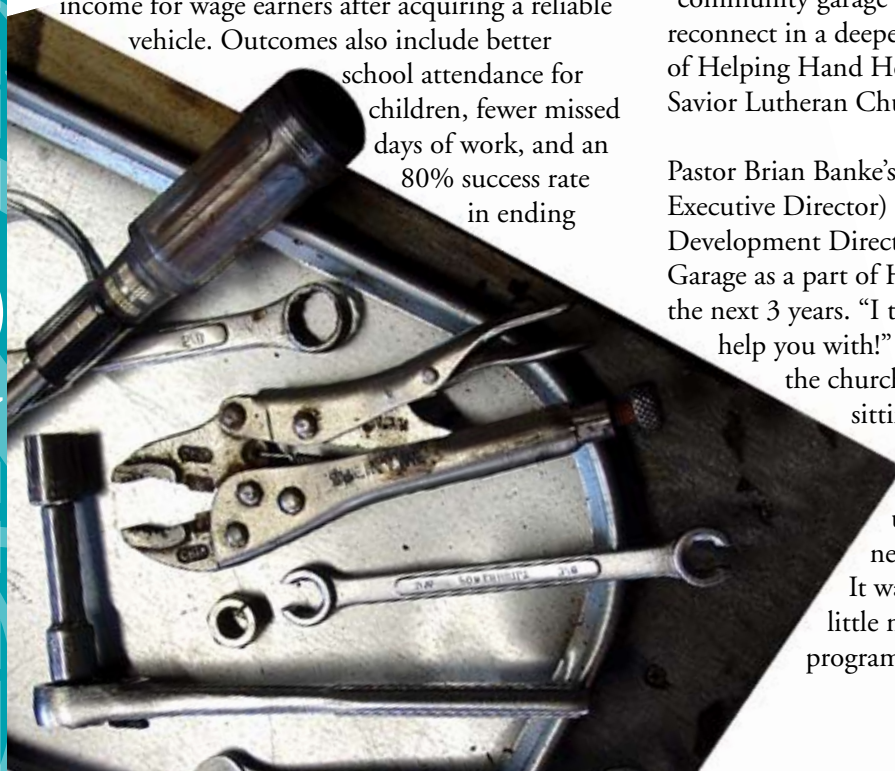 income for wage earners after acquiring a reliable
vehicle. Outcomes also include better
school attendance for
children, fewer missed
days of work, and an
80% success rate
in ending
community garage
reconnect in a deepe
of Helping Hand Ho
Savior Lutheran Chu
Pastor Brian Banke’s
Executive Director)
Development Direct
Garage as a part of H
the next 3 years. “I t
help you with!”
the church
sitti
u
ne
It wa
little n
program